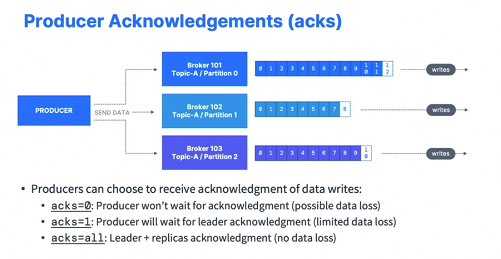 Producer Acknowledgements (acks)
Broker 101
Topic-A / Partition 0
0 1 2 3 4 5 6 7 8 9 10 11 12
writes
PRODUCER
SEND DATA
Broker 102
Topic-A / Partition 1
0 1 2 3 4 5 6 7 8
writes
Broker 103
Topic-A / Partition 2
0 1 2 3 4 5 6 7 8 9 10
writes
• Producers can choose to receive acknowledgment of data writes:
• acks=0: Producer won't wait for acknowledgment (possible data loss)
• acks=1: Producer will wait for leader acknowledgment (limited data loss)
• acks=all: Leader + replicas acknowledgment (no data loss)